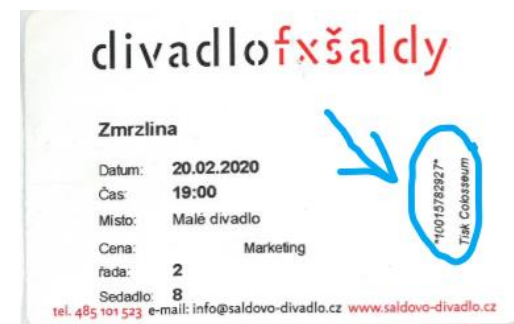 divadlofxšaldy
Zmrzlina
Datum: 20.02.2020
Čas: 19:00
Místo: Malé divadlo
Cena: Marketing
řada: 2
Sedadlo: 8
tel. 485 101 523 e-mail: info@saldovo-divadlo.cz www.saldovo-divadlo.cz
*10015782927*
Tisk Colosseum